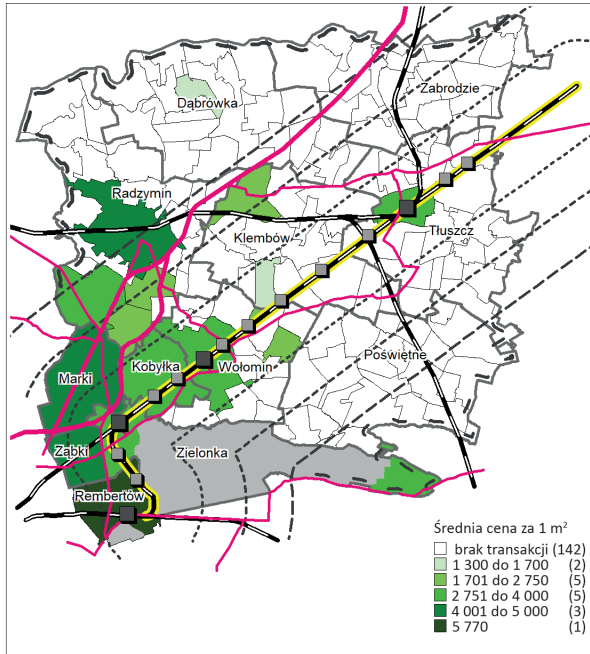 Dąbrówka
Zabrodzie
Radzymin
Klembów
Tłuszcz
Marki
Kobyłka
Wołomin
Poświętne
Ząbki
Zielonka
Rembertów
Średnia cena za 1 m²
brak transakcji (142)
1 300 do 1 700 (2)
1 701 do 2 750 (5)
2 751 do 4 000 (5)
4 001 do 5 000 (3)
5 770 (1)